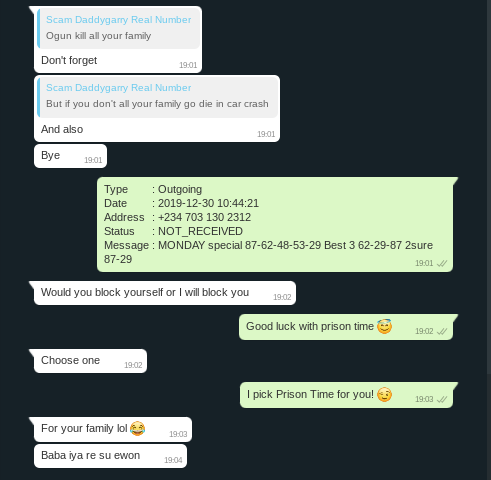 Scam Daddygarry Real Number
Ogun kill all your family
Don't forget
19:01
Scam Daddygarry Real Number
But if you don't all your family go die in car crash
And also
19:01
Bye
19:01
Type : Outgoing
Date : 2019-12-30 10:44:21
Address : +234 703 130 2312
Status : NOT_RECEIVED
Message : MONDAY special 87-62-48-53-29 Best 3 62-29-87 2sure
87-29
19:01
Would you block yourself or I will block you
19:02
Good luck with prison time 😇
19:02
Choose one
19:02
I pick Prison Time for you! 😉
19:03
For your family lol 😂
19:03
Baba iya re su ewon
19:04